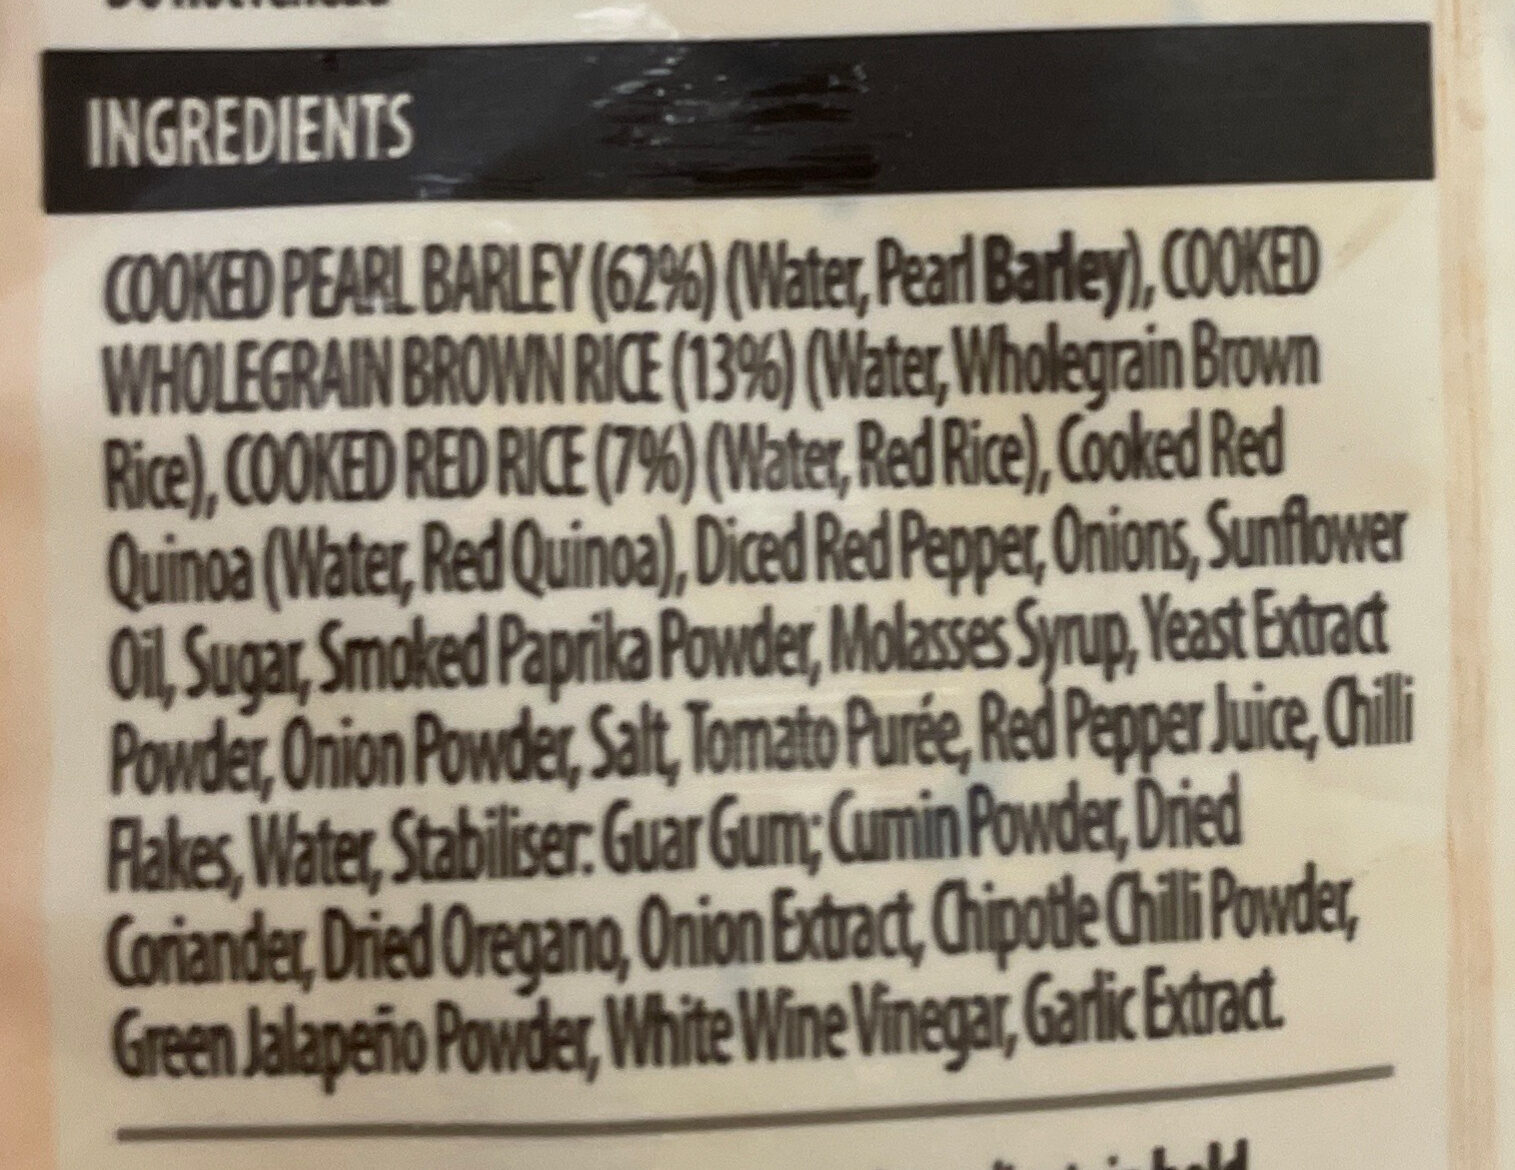 INGREDIENTS
COOKED PEARL BARLEY (62%) (Water, Pearl Barley), COOKED
WHOLEGRAIN BROWN RICE (13%) (Water, Wholegrain Brown
Rice), COOKED RED RICE (7%) (Water, Red Rice), Cooked Red
Quinoa (Water, Red Quinoa), Diced Red Pepper, Onions, Sunflower
Oil, Sugar, Smoked Paprika Powder, Molasses Syrup, Yeast Extract
Powder, Onion Powder, Salt, Tomato Purée, Red Pepper Juice, Chilli
Flakes, Water, Stabiliser: Guar Gum; Cumin Powder, Dried
Coriander, Dried Oregano, Onion Extract, Chipotle Chilli Powder,
Green Jalapeño Powder, White Wine Vinegar, Garlic Extract.